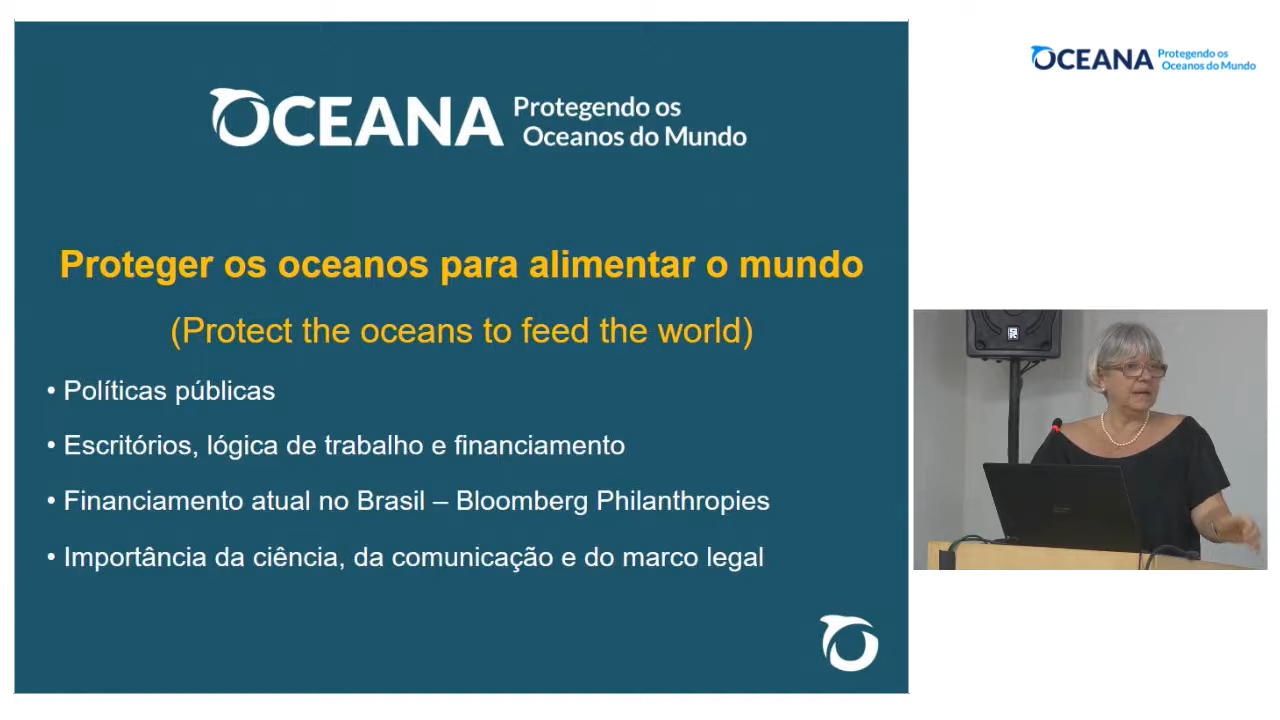 OCEANA Protegendo os
Oceanos do Mundo
Proteger os oceanos para alimentar o mundo
(Protect the oceans to feed the world)
• Políticas públicas
• Escritórios, lógica de trabalho e financiamento
• Financiamento atual no Brasil – Bloomberg Philanthropies
• Importância da ciência, da comunicação e do marco legal
OCEANA Protegendo os
Oceanos do Mundo